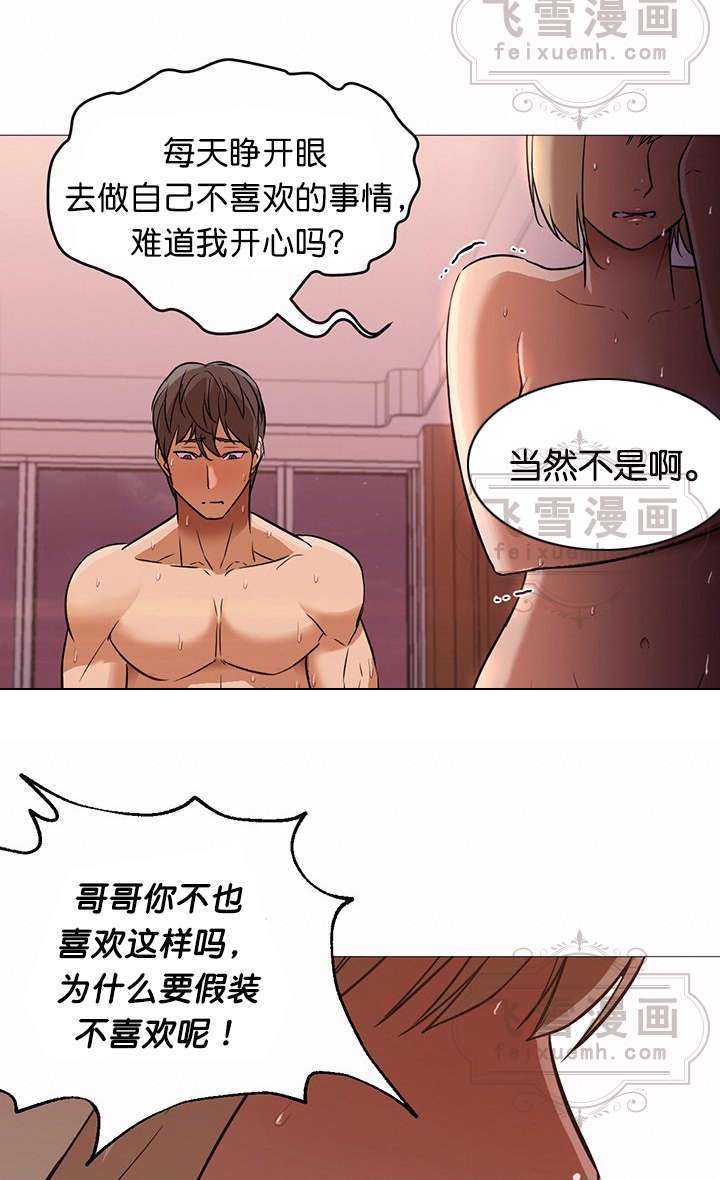 飞雪漫画
feixuemh.com
每天睁开眼
去做自己不喜欢的事情，
难道我开心吗？
当然不是啊。
飞雪漫画
feixuemh.com
哥哥你不也
喜欢这样吗，
为什么要假装
不喜欢呢！
飞雪漫画
feixuemh.com